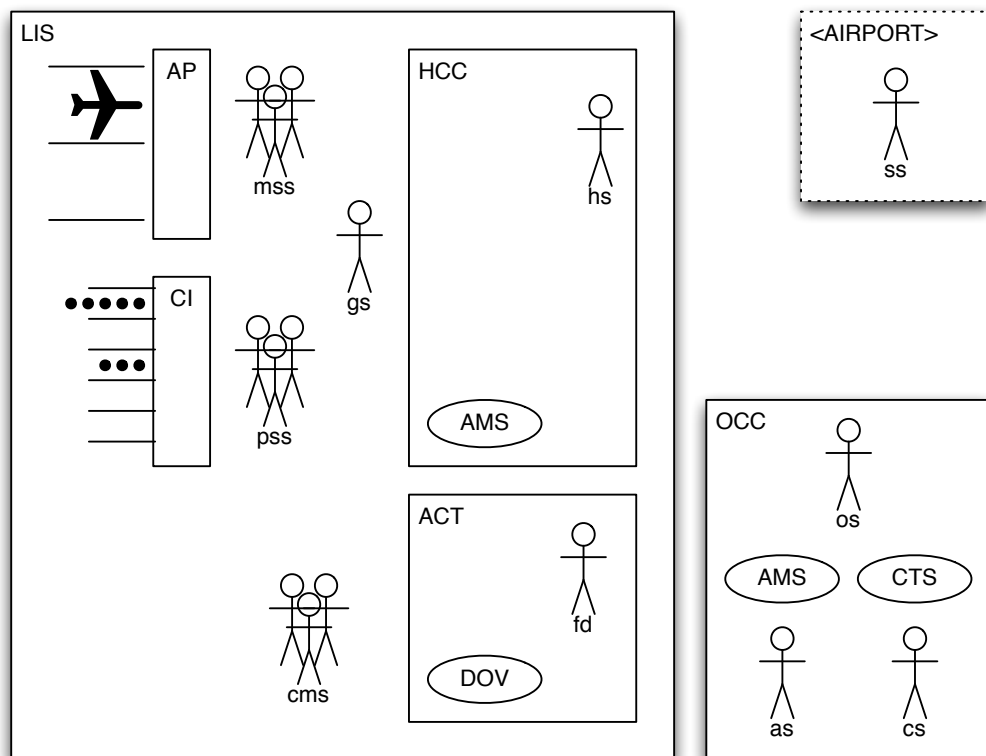 LIS
AP
mss
HCC
hs
<AIRPORT>
ss
gs
CI
pss
AMS
OCC
os
AMS
CTS
as
cs
ACT
fd
DOV
cms